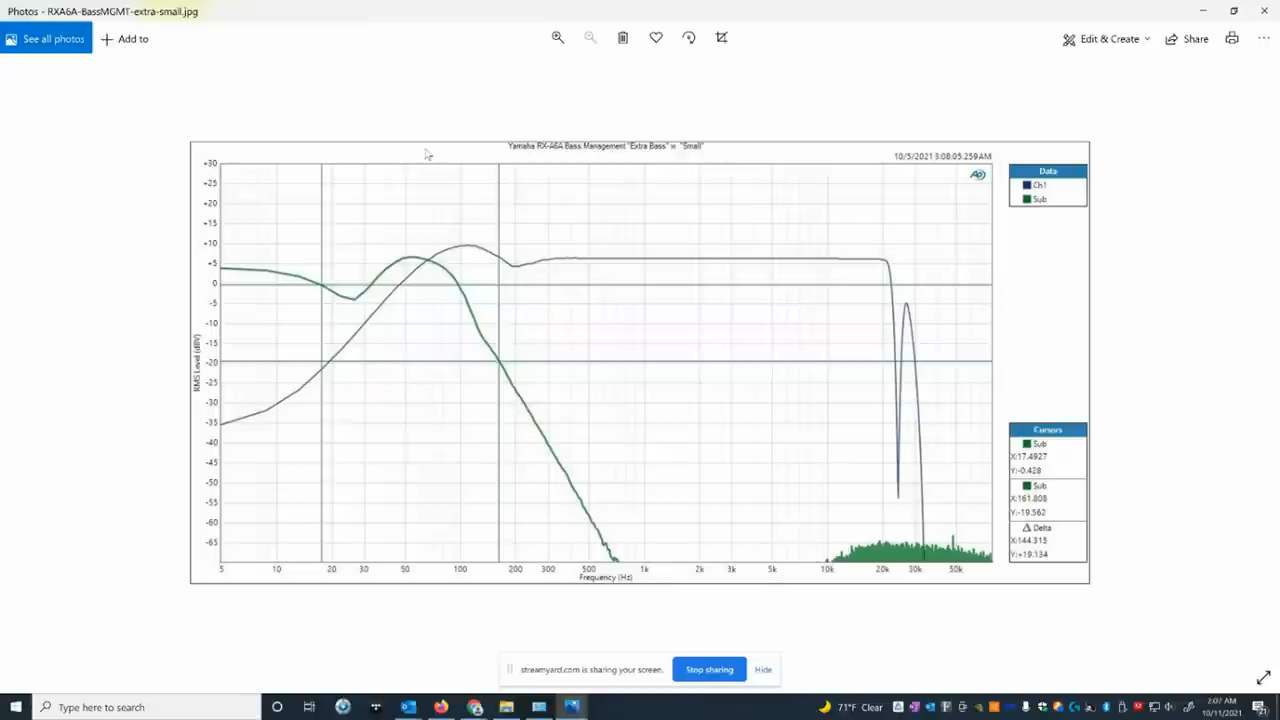 Photos - RXA6A-BassMGMT-extra-small.jpg
See all photos
Add to
Edit & Create
Share
Yamaha RX-A6A Bass Management "Extra Bass" w "Small"
10/5/2021 3:08:05.259AM
AP
+30
+25
+20
+15
+10
+5
0
-5
-10
-15
-20
-25
-30
-35
-40
-45
-50
-55
-60
-65
RMS Level (dBV)
5 10 20 30 50 100 200 300 500 1k 2k 3k 5k 10k 20k 30k 50k
Frequency (Hz)
Data
Ch1
Sub
Cursors
Sub
X:17.4927
Y:-0.428
Sub
X:161.808
Y:-19.562
Δ Delta
X:144.315
Y:+19.134
streamyard.com is sharing your screen.
Stop sharing
Hide
Type here to search
71°F Clear
2:07 AM
10/11/2021